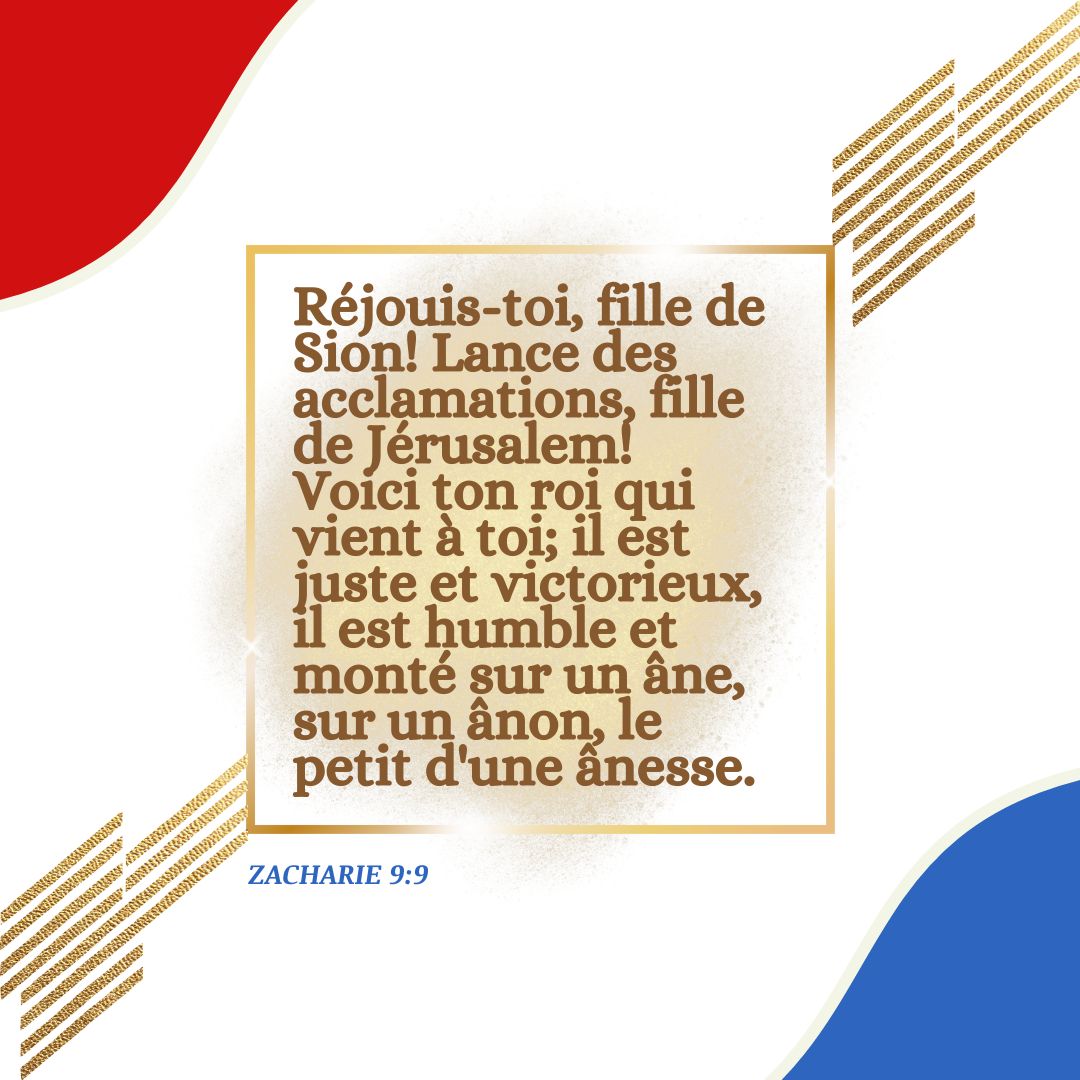 Réjouis-toi, fille de
Sion! Lance des
acclamations, fille
de Jérusalem!
Voici ton roi qui
vient à toi; il est
juste et victorieux,
il est humble et
monté sur un âne,
sur un ânon, le
petit d'une ânesse.
ZACHARIE 9:9